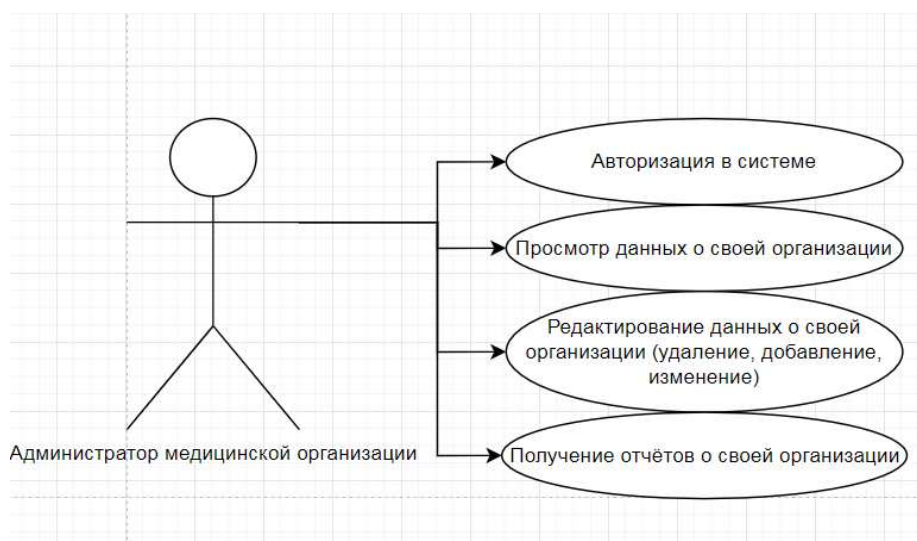 Авторизация в системе
Просмотр данных о своей организации
Редактирование данных о своей
организации (удаление, добавление,
изменение)
Администратор медицинской организации
Получение отчётов о своей организации